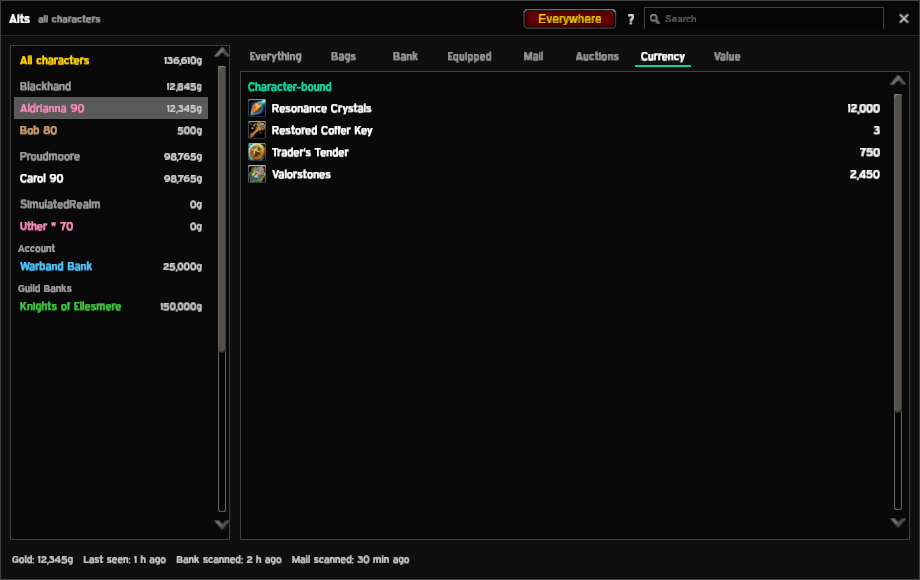 Alts all characters Everywhere ? Search
All characters 136,610g
Blackhand 12,845g
Aldrianna 90 12,345g
Bob 80 500g
Proudmoore 98,765g
Carol 90 98,765g
SimulatedRealm 0g
Uther * 70 0g
Account
Warband Bank 25,000g
Guild Banks
Knights of Ellesmere 150,000g
Everything Bags Bank Equipped Mail Auctions Currency Value
Character-bound
Resonance Crystals 12,000
Restored Coffer Key 3
Trader's Tender 750
Valorstones 2,450
Gold: 12,345g Last seen: 1 h ago Bank scanned: 2 h ago Mail scanned: 30 min ago